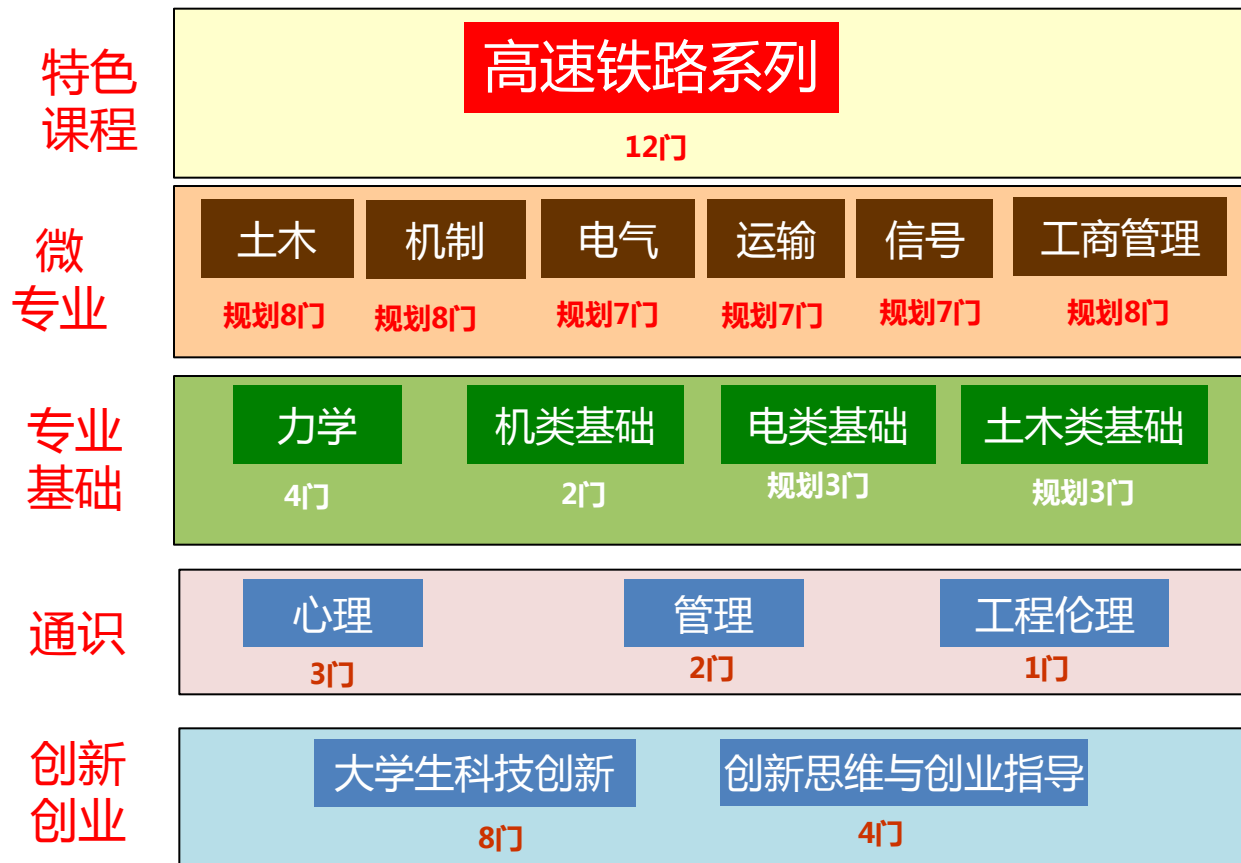 特色
课程
高速铁路系列
12门
微
专业
土木
机制
电气
运输
信号
工商管理
规划8门
规划8门
规划7门
规划7门
规划7门
规划8门
专业
基础
力学
机类基础
电类基础
土木类基础
4门
2门
规划3门
规划3门
通识
心理
管理
工程伦理
3门
2门
1门
创新
创业
大学生科技创新
创新思维与创业指导
8门
4门